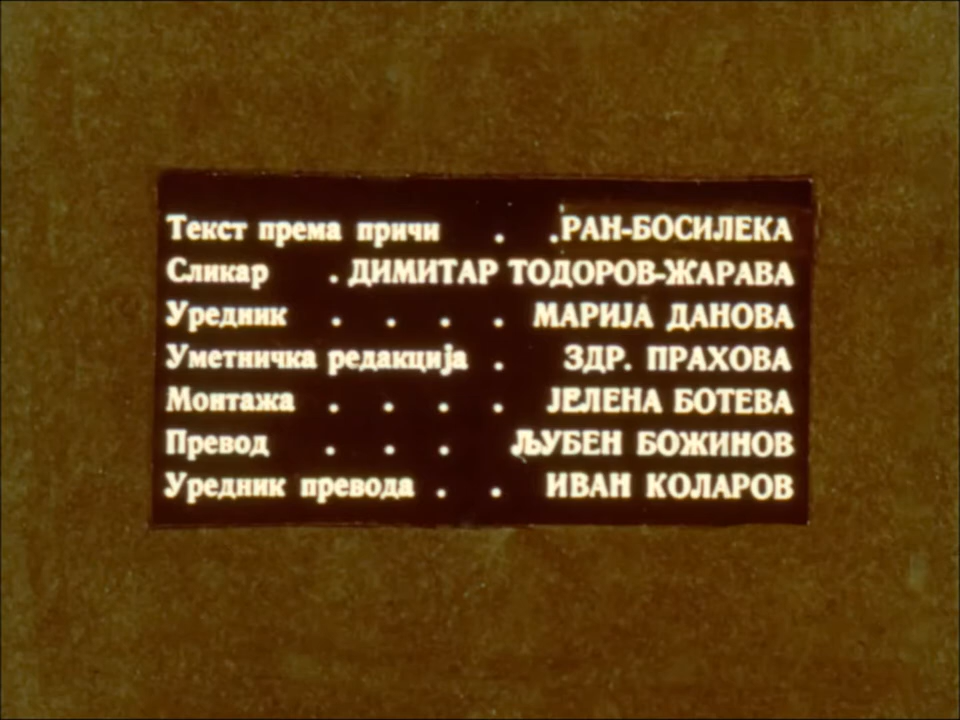 Текст према причи . .РАН-БОСИЛЕКА
Сликар .ДИМИТАР ТОДОРОВ-ЖАРАВА
Уредник . . . . МАРИЈА ДАНОВА
Уметничка редакција . ЗДР. ПРАХОВА
Монтажа . . . . ЈЕЛЕНА БОТЕВА
Превод . . . ЉУБЕН БОЖИНОВ
Уредник превода . . ИВАН КОЛАРОВ